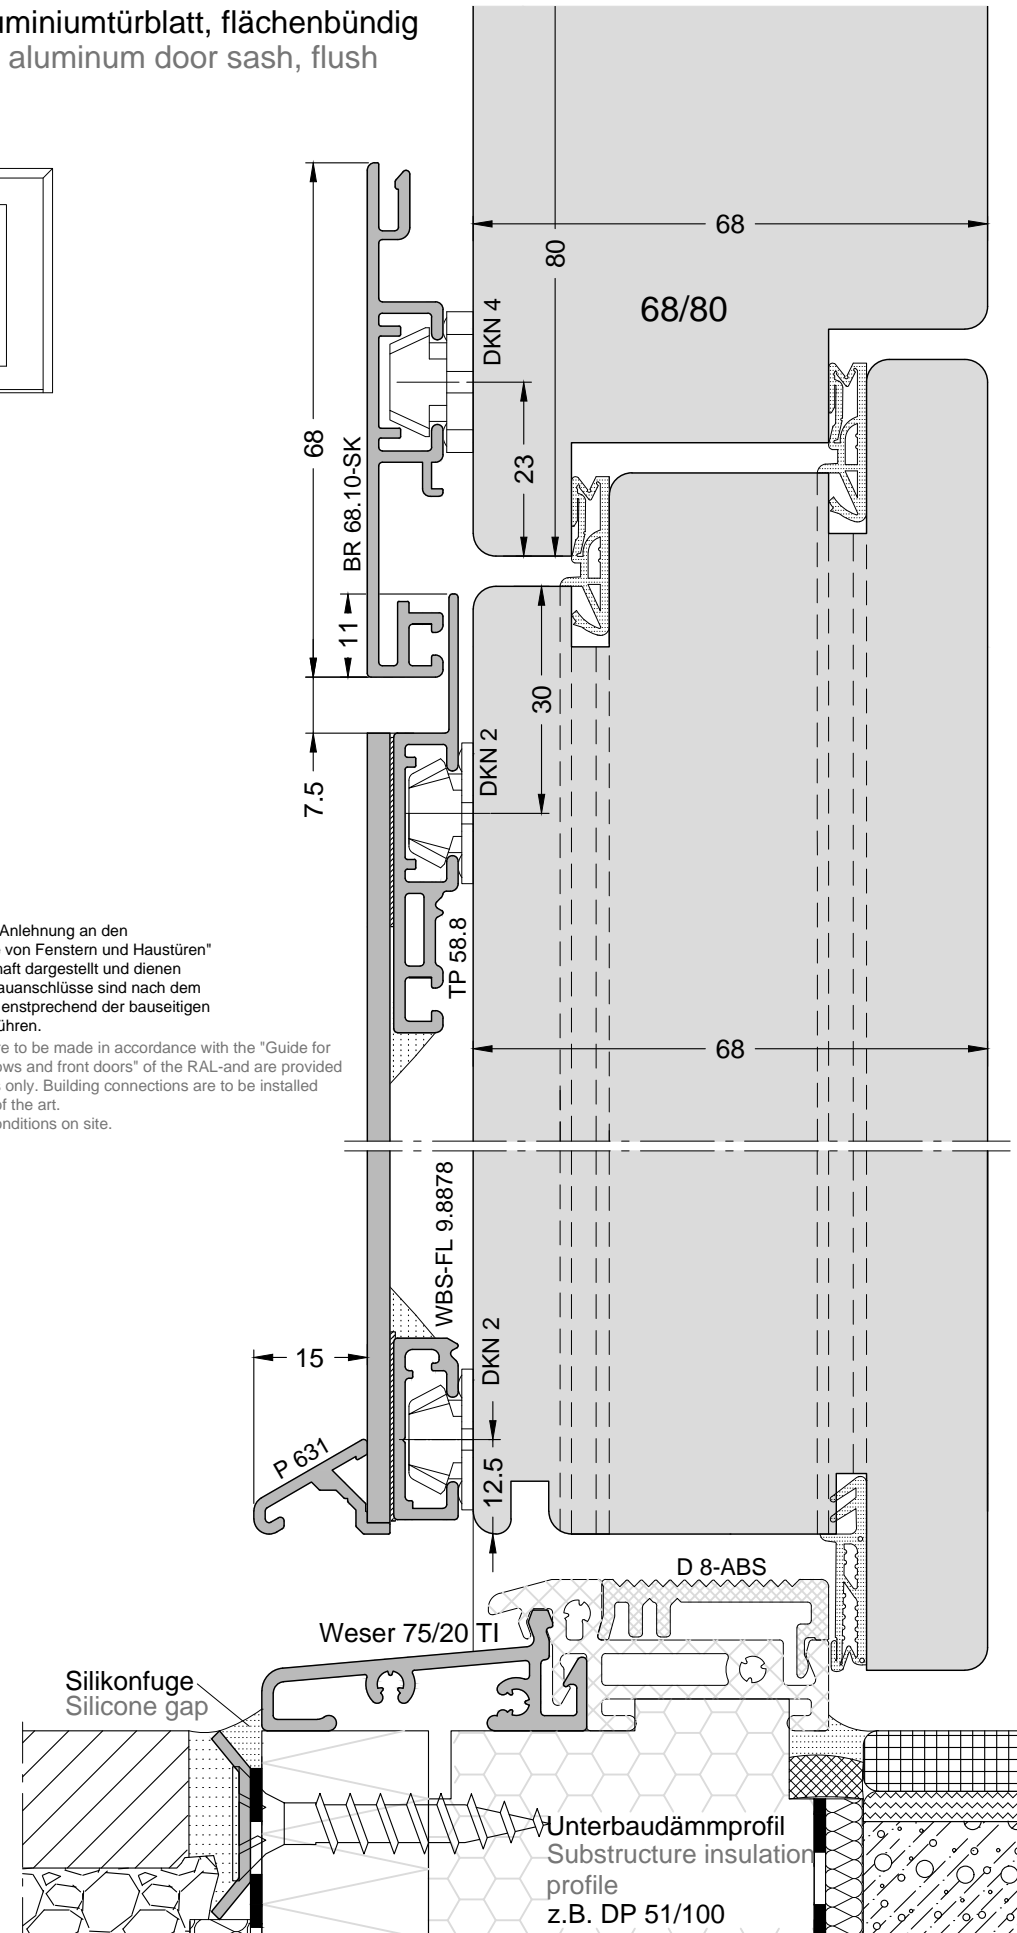 uminiumtürblatt, flächenbündig
aluminum door sash, flush
68
80
68/80
DKN 4
23
68
BR 68.10-SK
11
30
7.5
DKN 2
TP 58.8
Anlehnung an den
von Fenstern und Haustüren"
haft dargestellt und dienen
auanschlüsse sind nach dem
enstprechend der bauseitigen
ühren.
re to be made in accordance with the "Guide for
ows and front doors" of the RAL-and are provided
s only. Building connections are to be installed
of the art.
onditions on site.
68
WBS-FL 9.8878
DKN 2
15
P 631
12.5
D 8-ABS
Weser 75/20 TI
Silikonfuge
Silicone gap
Unterbaudämmprofil
Substructure insulation
profile
z.B. DP 51/100